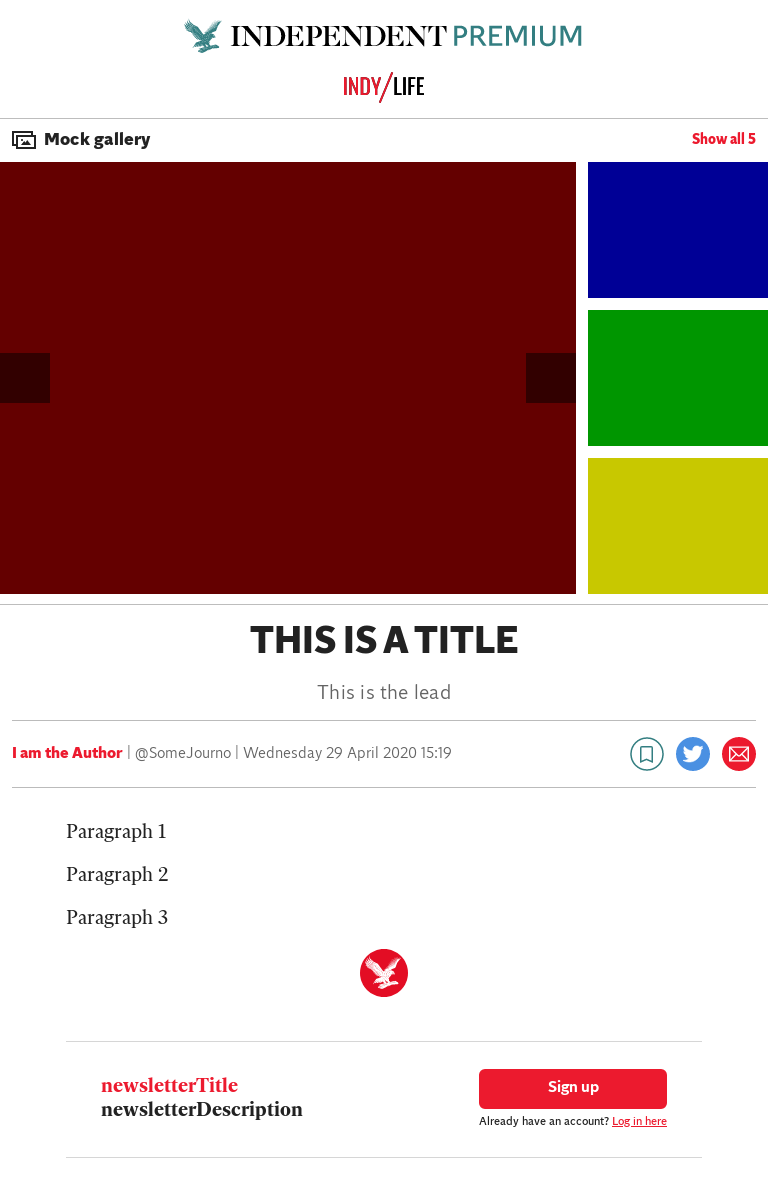 INDEPENDENT PREMIUM
INDY/LIFE
Mock gallery
Show all 5
THIS IS A TITLE
This is the lead
I am the Author | @SomeJourno | Wednesday 29 April 2020 15:19
Paragraph 1
Paragraph 2
Paragraph 3
newsletterTitle
newsletterDescription
Sign up
Already have an account? Log in here